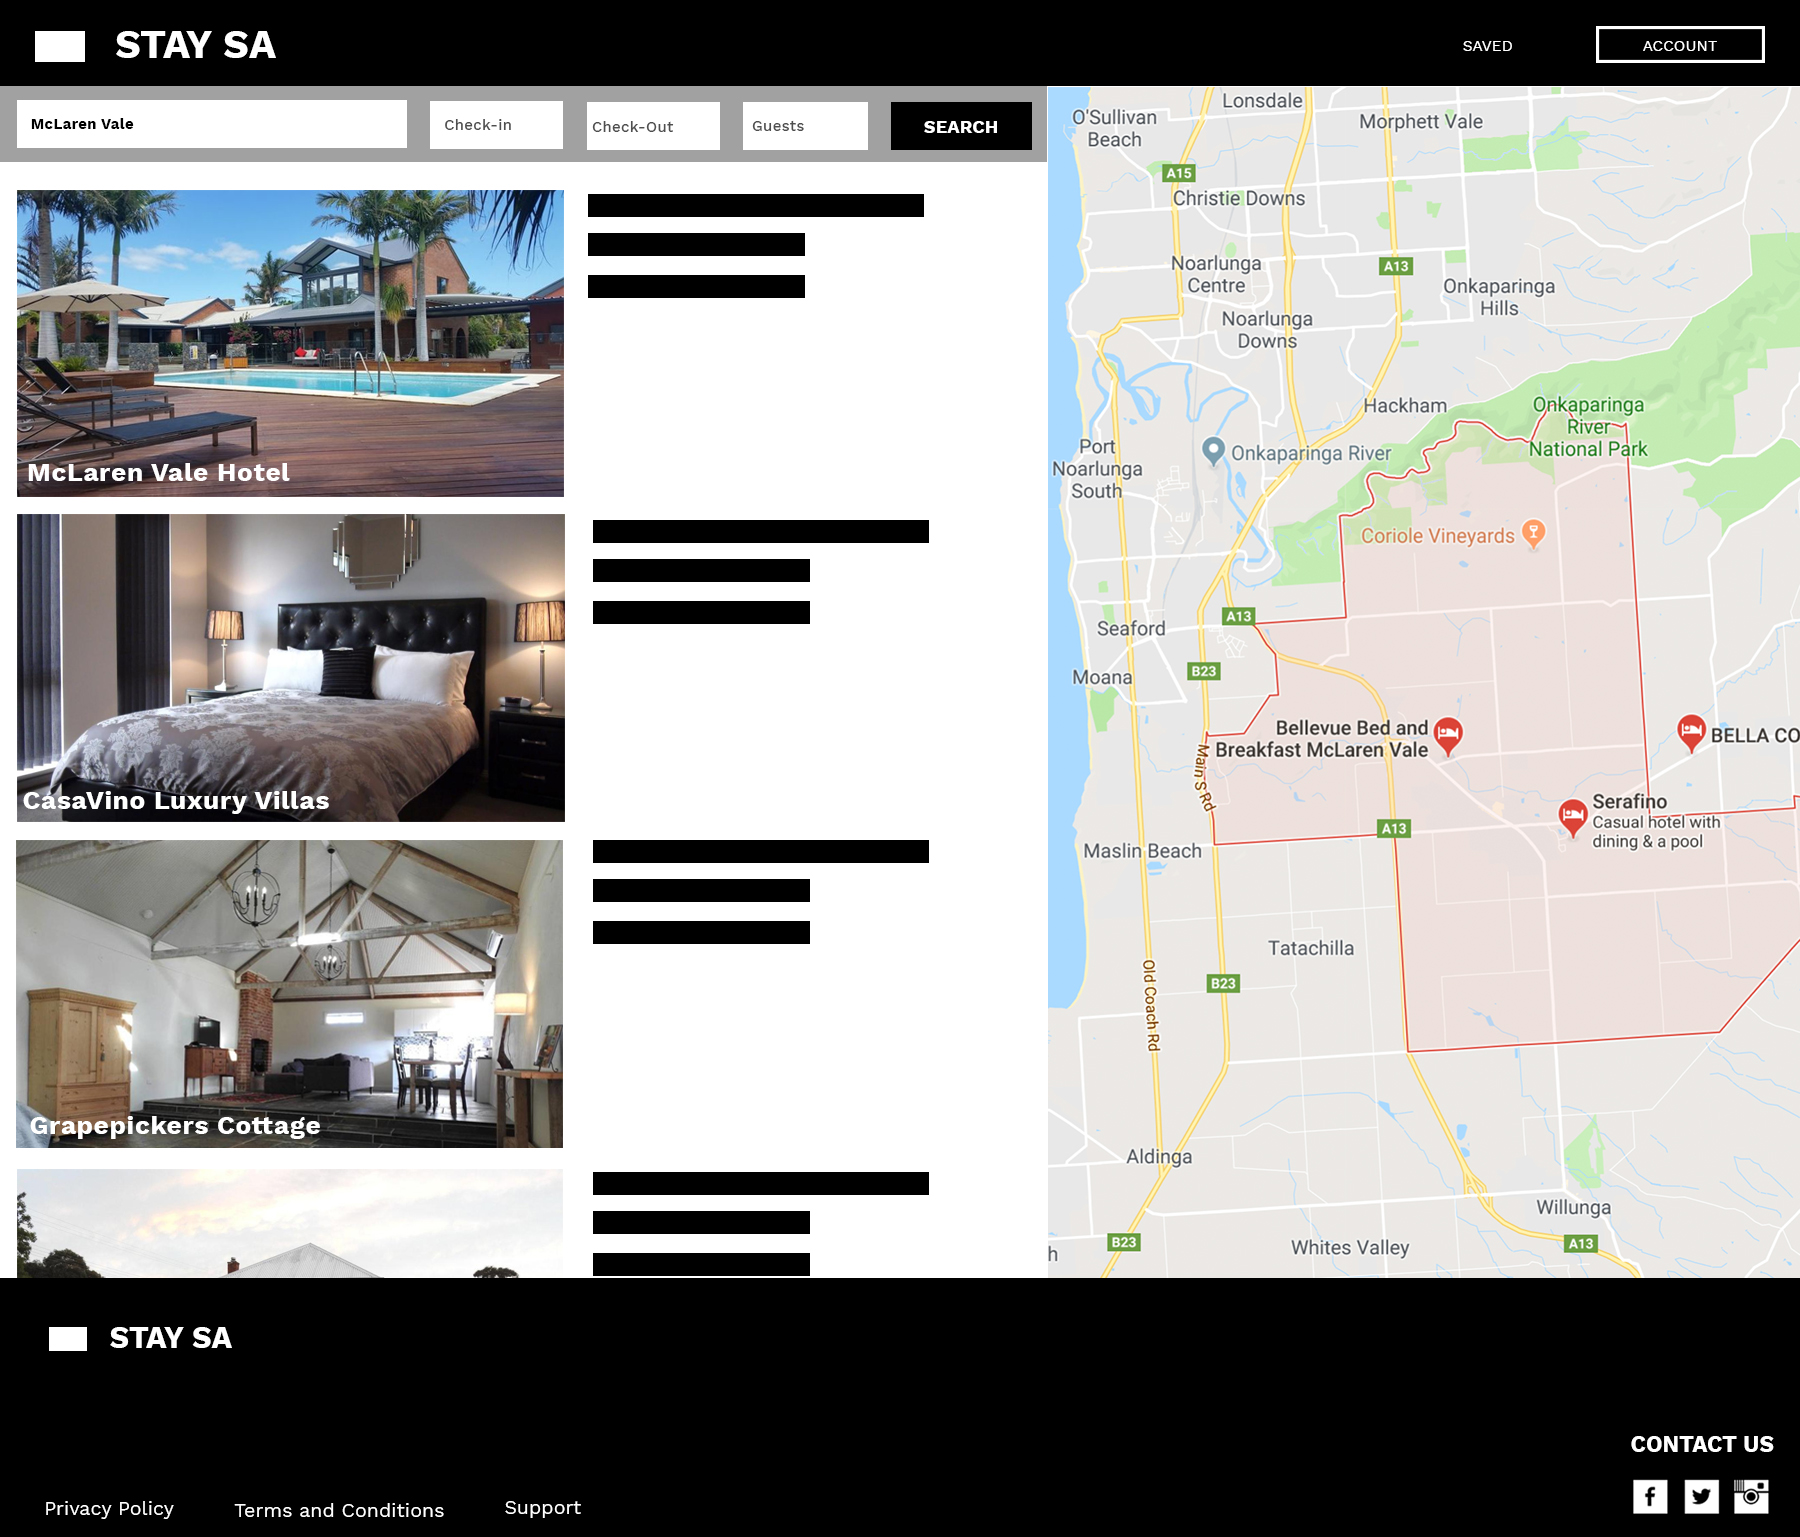 STAY SA
SAVED
ACCOUNT
McLaren Vale
Check-in
Check-Out
Guests
SEARCH
McLaren Vale Hotel
CasaVino Luxury Villas
Grapepickers Cottage
O'Sullivan
Beach
Lonsdale
Morphett Vale
A15
Christie Downs
Noarlunga
Centre
A13
Onkaparinga
Hills
Noarlunga
Downs
Hackham
Onkaparinga
River
National Park
Port
Noarlunga
South
Onkaparinga River
Coriole Vineyards
A13
Seaford
B23
Moana
Bellevue Bed and
Breakfast McLaren Vale
BELLA CO
Main S Rd
Serafino
Casual hotel with
dining & a pool
A13
Maslin Beach
Tatachilla
Old Coach Rd
B23
Aldinga
Willunga
B23
Whites Valley
A13
h
STAY SA
CONTACT US
Privacy Policy
Terms and Conditions
Support